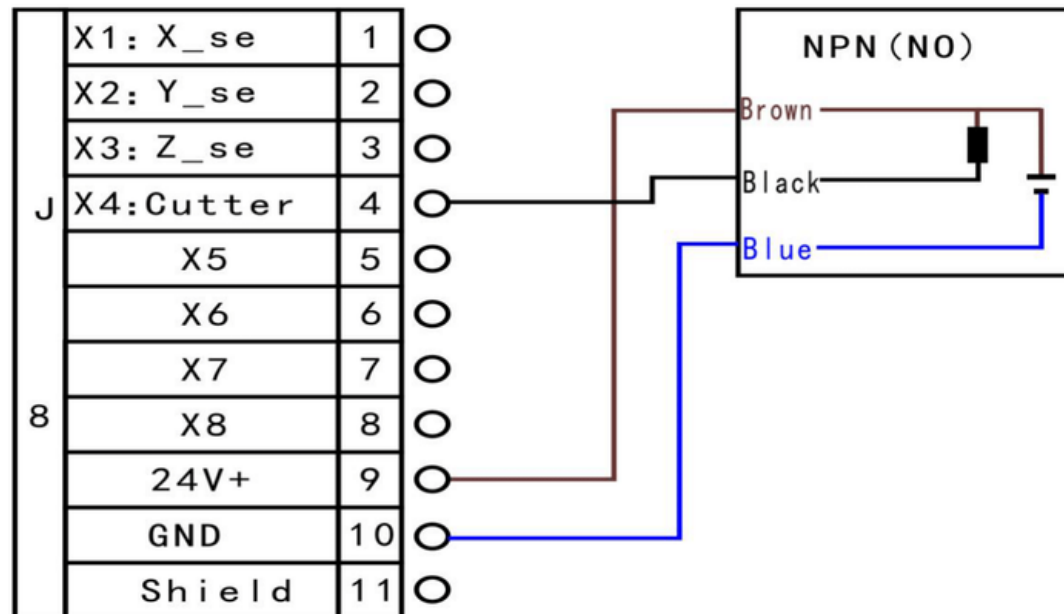 J 8
X1: X_se 1
X2: Y_se 2
X3: Z_se 3
X4:Cutter 4
X5 5
X6 6
X7 7
X8 8
24V+ 9
GND 10
Shield 11
NPN(NO)
Brown
Black
Blue